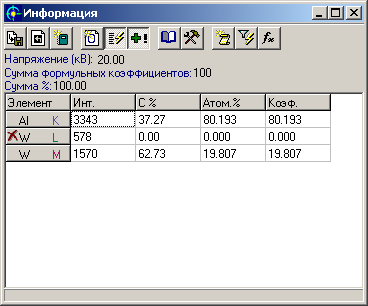 Информация
Напряжение (кВ): 20.00
Сумма формульных коэффициентов: 100
Сумма %: 100.00
Элемент Инт. C % Атом.% Коэф.
Al K 3343 37.27 80.193 80.193
W L 578 0.00 0.000 0.000
W M 1570 62.73 19.807 19.807